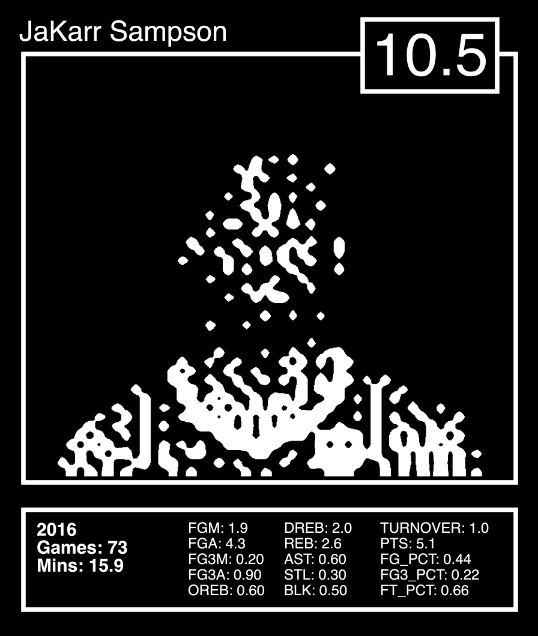 JaKarr Sampson
10.5
2016
Games: 73
Mins: 15.9
FGM: 1.9
FGA: 4.3
FG3M: 0.20
FG3A: 0.90
OREB: 0.60
DREB: 2.0
REB: 2.6
AST: 0.60
STL: 0.30
BLK: 0.50
TURNOVER: 1.0
PTS: 5.1
FG_PCT: 0.44
FG3_PCT: 0.22
FT_PCT: 0.66